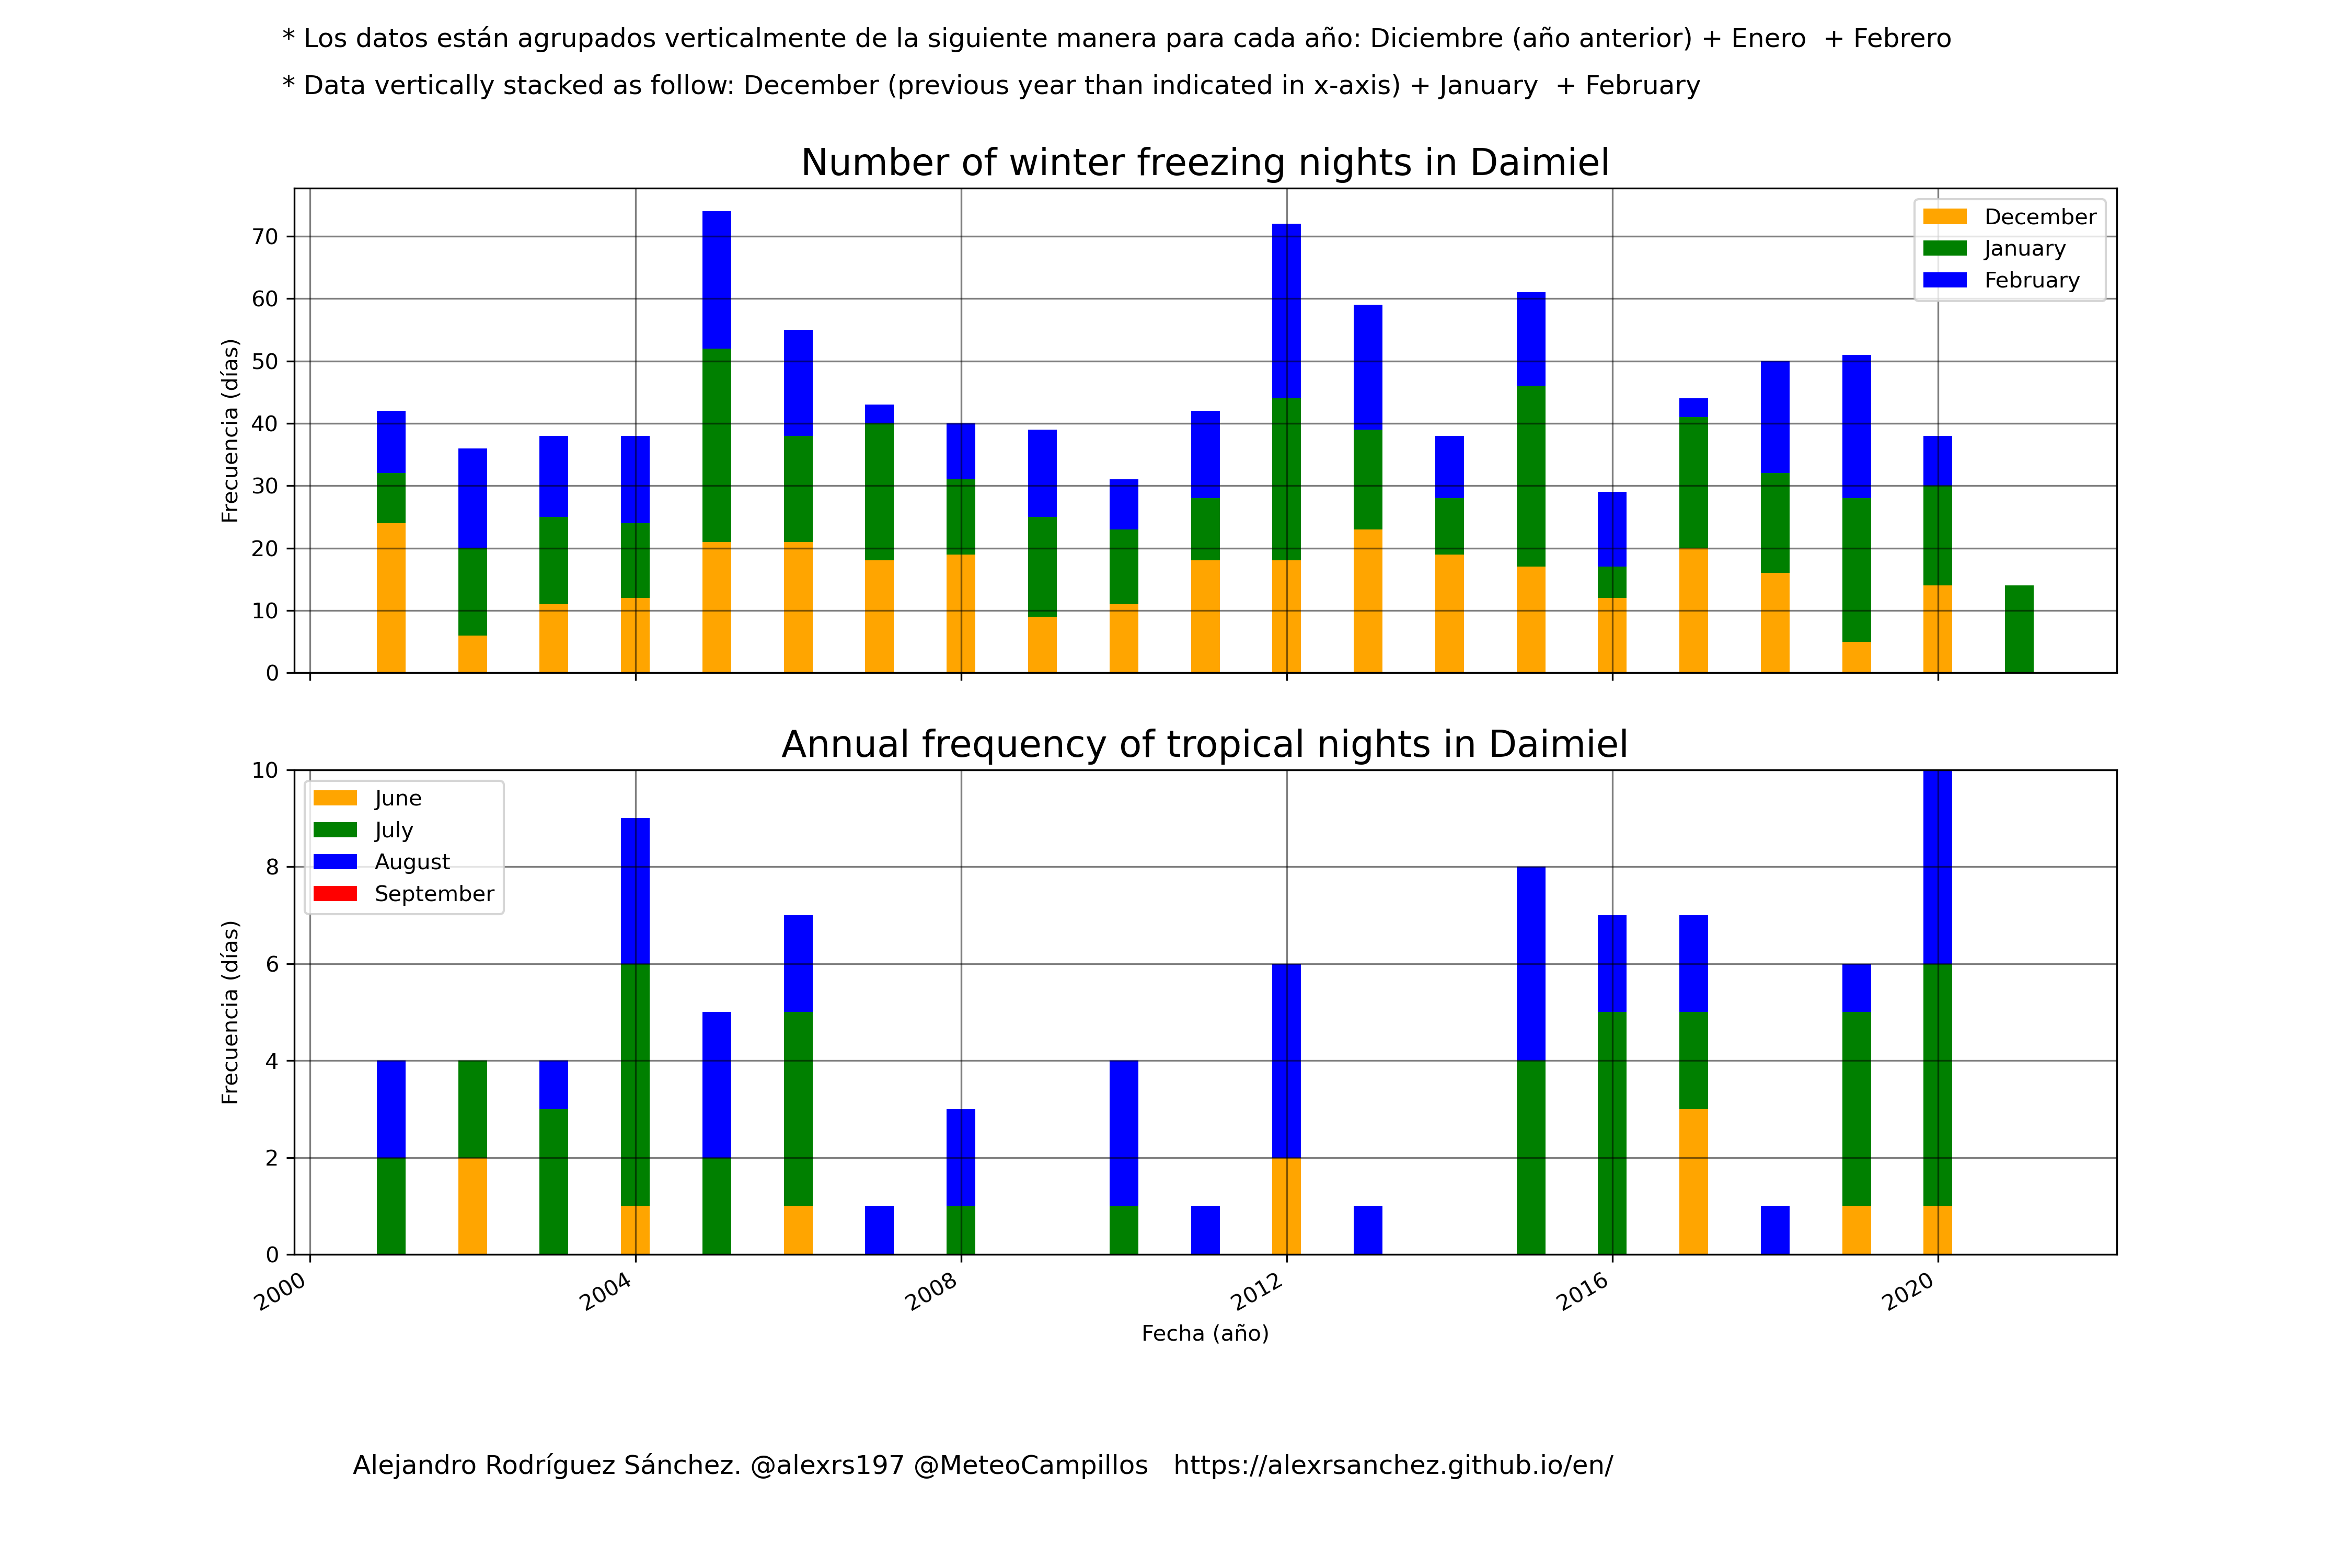 * Los datos están agrupados verticalmente de la siguiente manera para cada año: Diciembre (año anterior) + Enero  + Febrero
* Data vertically stacked as follow: December (previous year than indicated in x-axis) + January  + February
Number of winter freezing nights in Daimiel
Frecuencia (días)
70
60
50
40
30
20
10
0
December
January
February
Annual frequency of tropical nights in Daimiel
Frecuencia (días)
10
8
6
4
2
0
June
July
August
September
2000
2004
2008
2012
2016
2020
Fecha (año)
Alejandro Rodríguez Sánchez. @alexrs197 @MeteoCampillos   https://alexrsanchez.github.io/en/